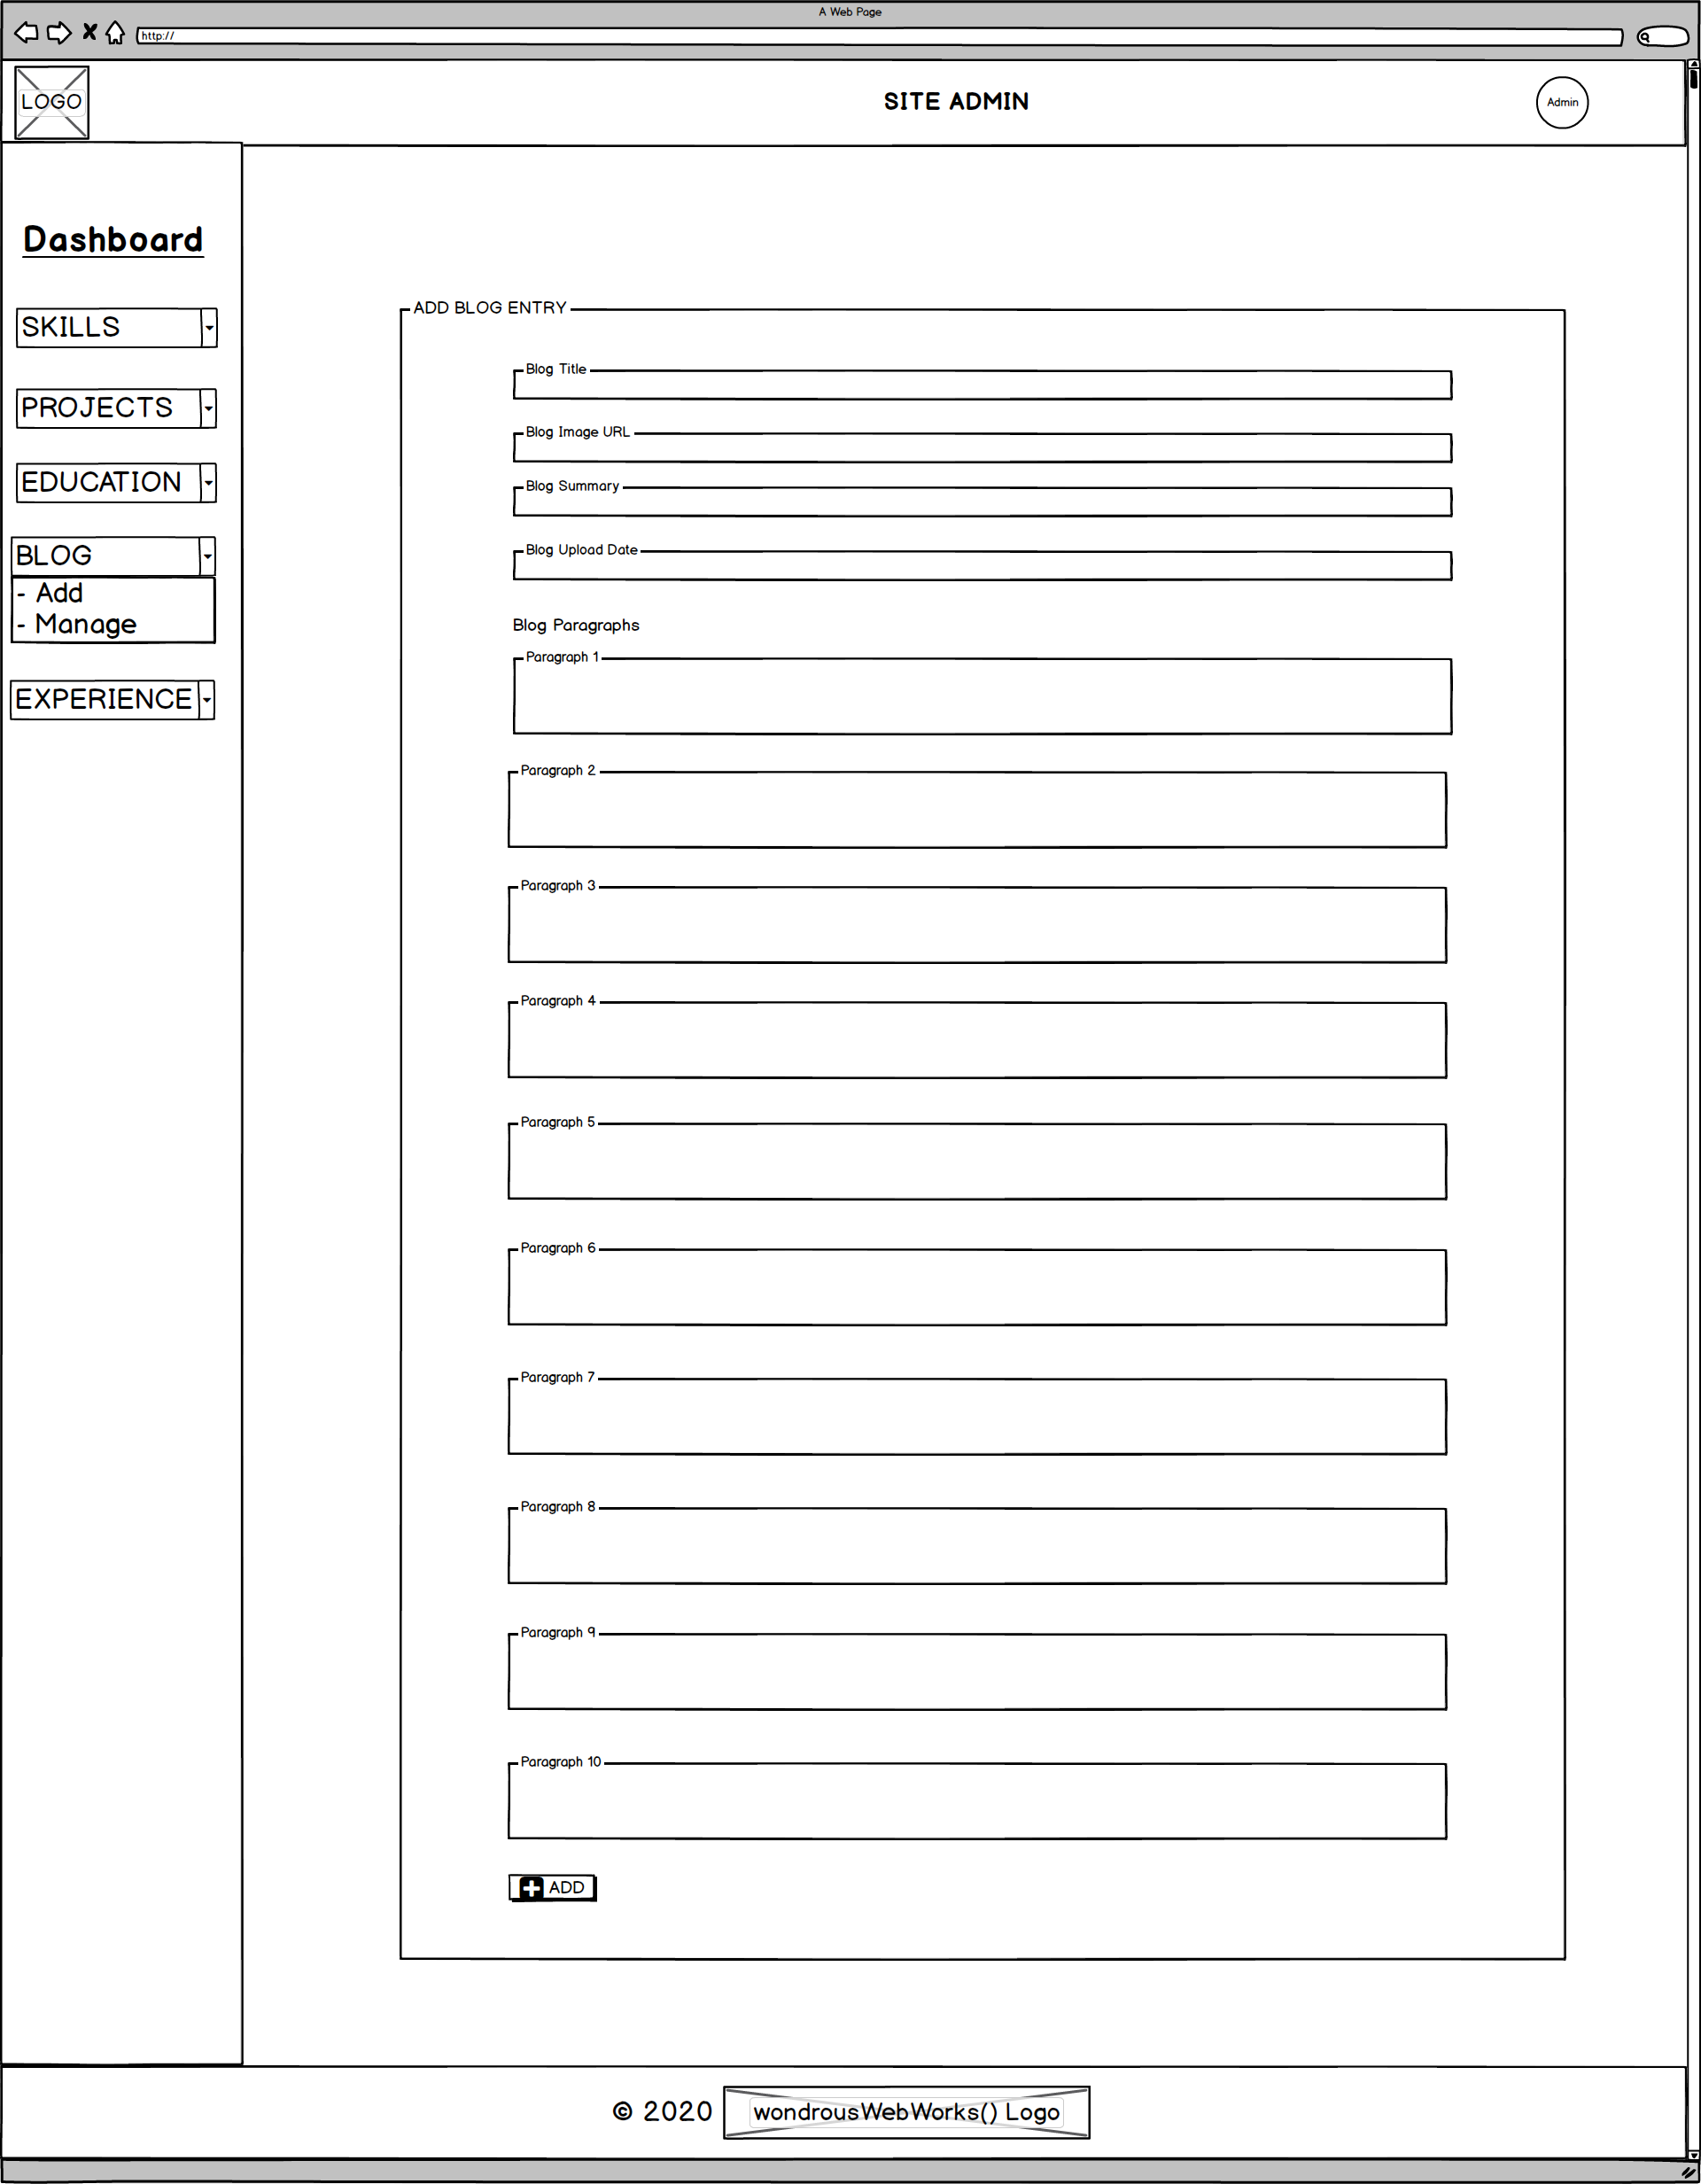 A Web Page
http://
LOGO
SITE ADMIN
Admin
Dashboard
SKILLS
PROJECTS
EDUCATION
BLOG
- Add
- Manage
EXPERIENCE
ADD BLOG ENTRY
Blog Title
Blog Image URL
Blog Summary
Blog Upload Date
Blog Paragraphs
Paragraph 1
Paragraph 2
Paragraph 3
Paragraph 4
Paragraph 5
Paragraph 6
Paragraph 7
Paragraph 8
Paragraph 9
Paragraph 10
ADD
© 2020 wondrousWebWorks() Logo